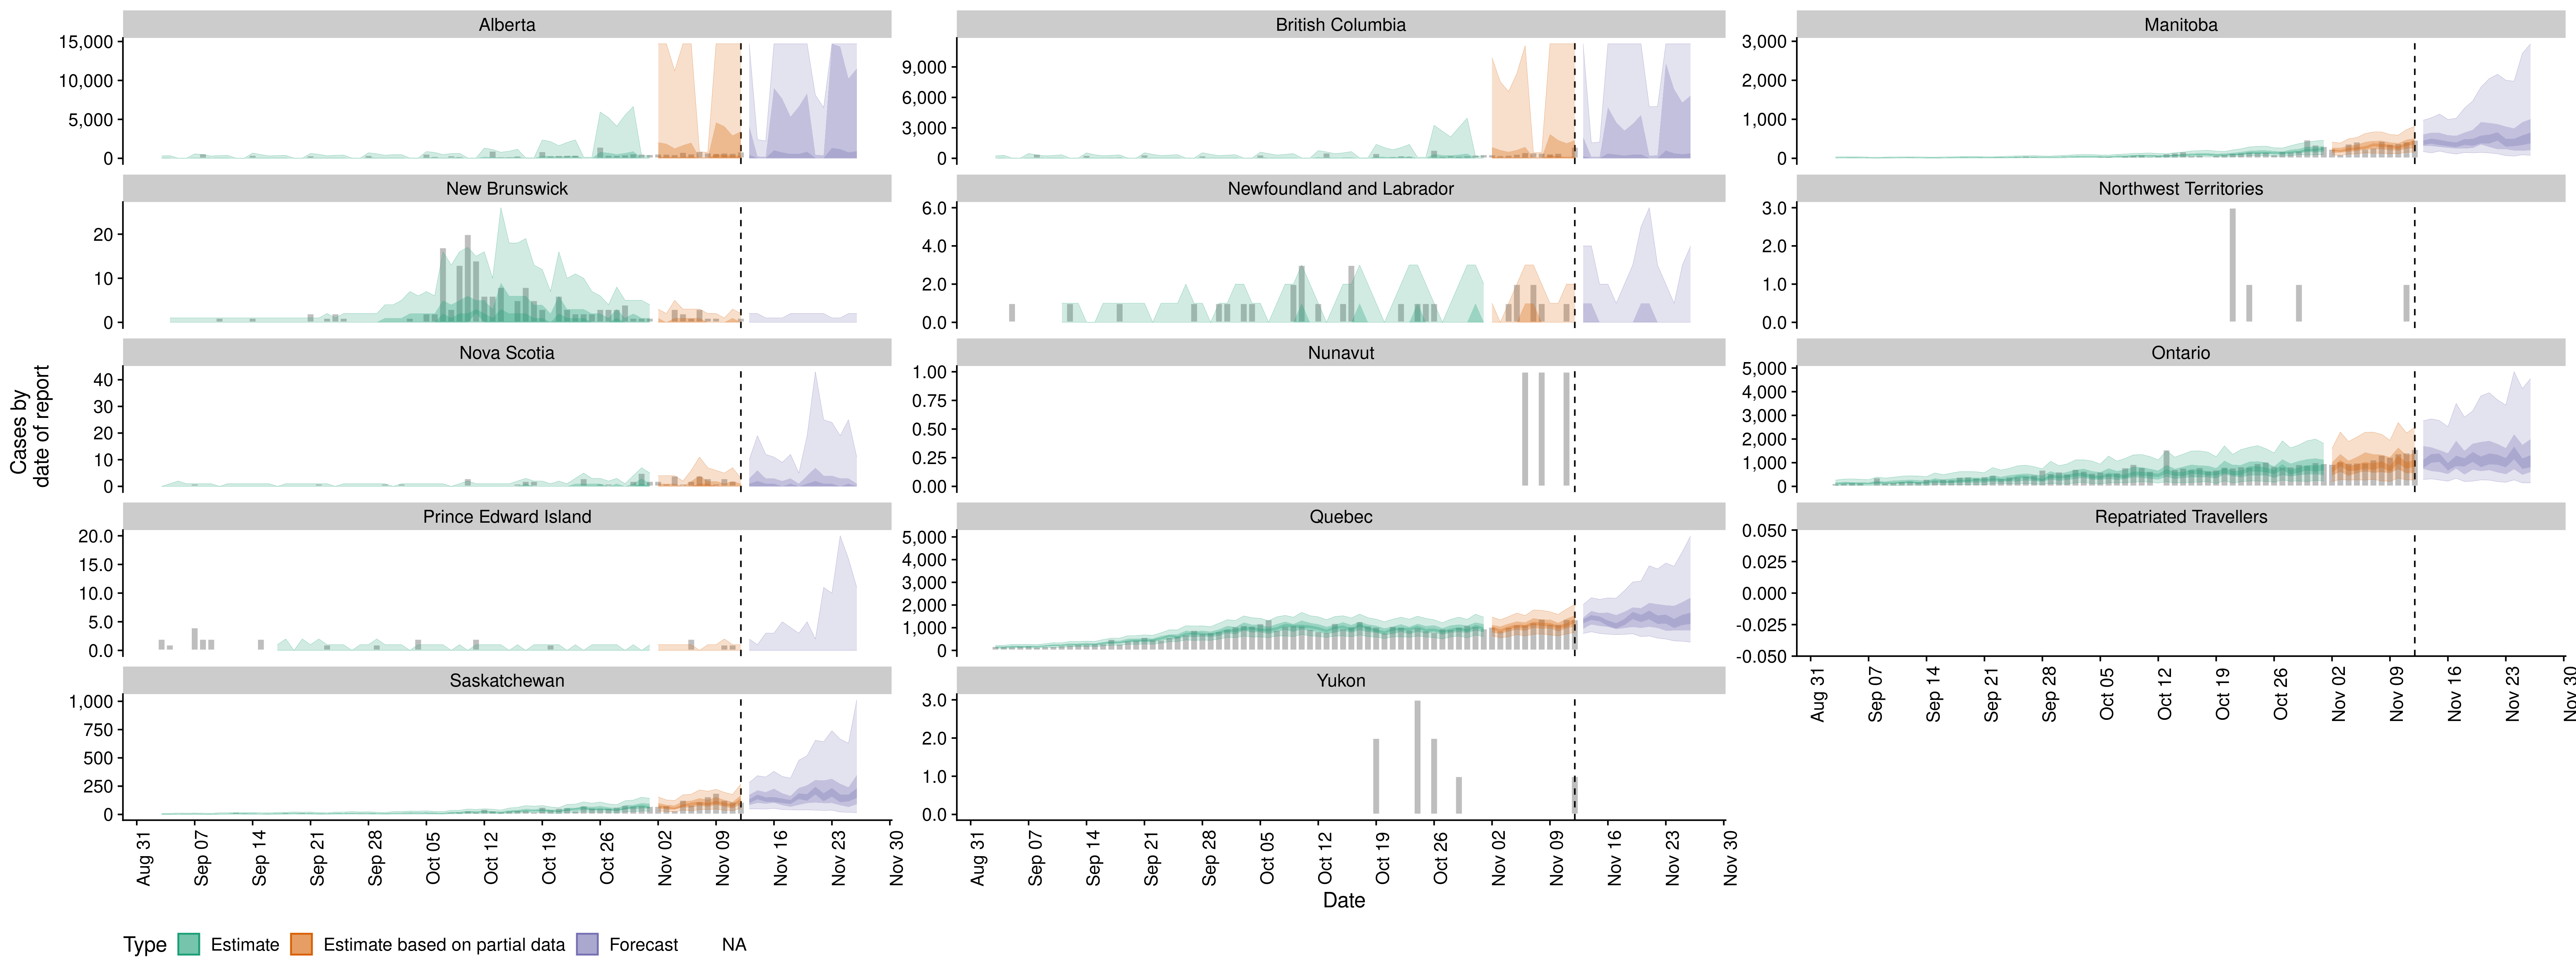 Alberta
British Columbia
Manitoba
15,000
10,000
5,000
0
9,000
6,000
3,000
0
3,000
2,000
1,000
0
New Brunswick
Newfoundland and Labrador
Northwest Territories
20
10
0
6.0
4.0
2.0
0.0
3.0
2.0
1.0
0.0
Nova Scotia
Nunavut
Ontario
40
30
20
10
0
1.00
0.75
0.50
0.25
0.00
5,000
4,000
3,000
2,000
1,000
0
Cases by
date of report
Prince Edward Island
Quebec
Repatriated Travellers
20.0
15.0
10.0
5.0
0.0
5,000
4,000
3,000
2,000
1,000
0
0.050
0.025
0.000
-0.025
-0.050
Aug 31
Sep 07
Sep 14
Sep 21
Sep 28
Oct 05
Oct 12
Oct 19
Oct 26
Nov 02
Nov 09
Nov 16
Nov 23
Nov 30
Saskatchewan
Yukon
1,000
750
500
250
0
3.0
2.0
1.0
0.0
Aug 31
Sep 07
Sep 14
Sep 21
Sep 28
Oct 05
Oct 12
Oct 19
Oct 26
Nov 02
Nov 09
Nov 16
Nov 23
Nov 30
Aug 31
Sep 07
Sep 14
Sep 21
Sep 28
Oct 05
Oct 12
Oct 19
Oct 26
Nov 02
Nov 09
Nov 16
Nov 23
Nov 30
Date
Type Estimate Estimate based on partial data Forecast NA